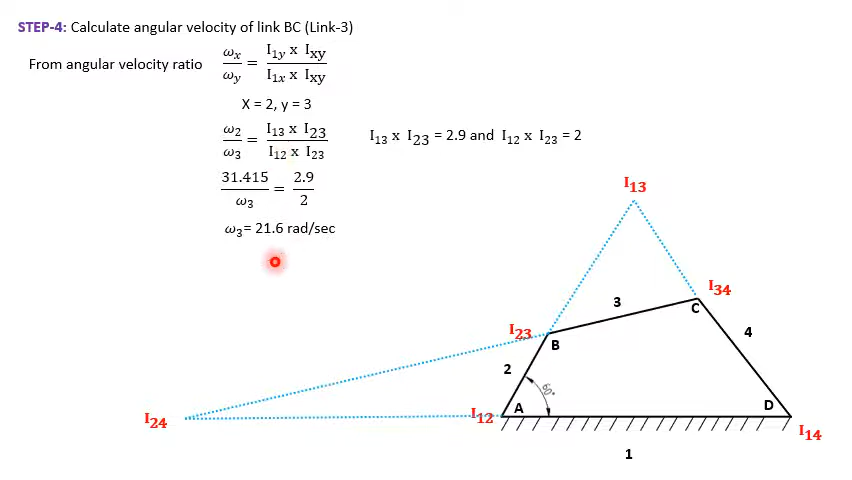 STEP-4: Calculate angular velocity of link BC (Link-3)
From angular velocity ratio ωx/ωy = I1y x Ixy / I1x x Ixy
X = 2, y = 3
ω2/ω3 = I13 x I23 / I12 x I23 I13 x I23 = 2.9 and I12 x I23 = 2
31.415/ω3 = 2.9/2
ω3= 21.6 rad/sec
I13
I34
3
C
I23
4
B
2
60°
I24
I12
A
D
I14
1